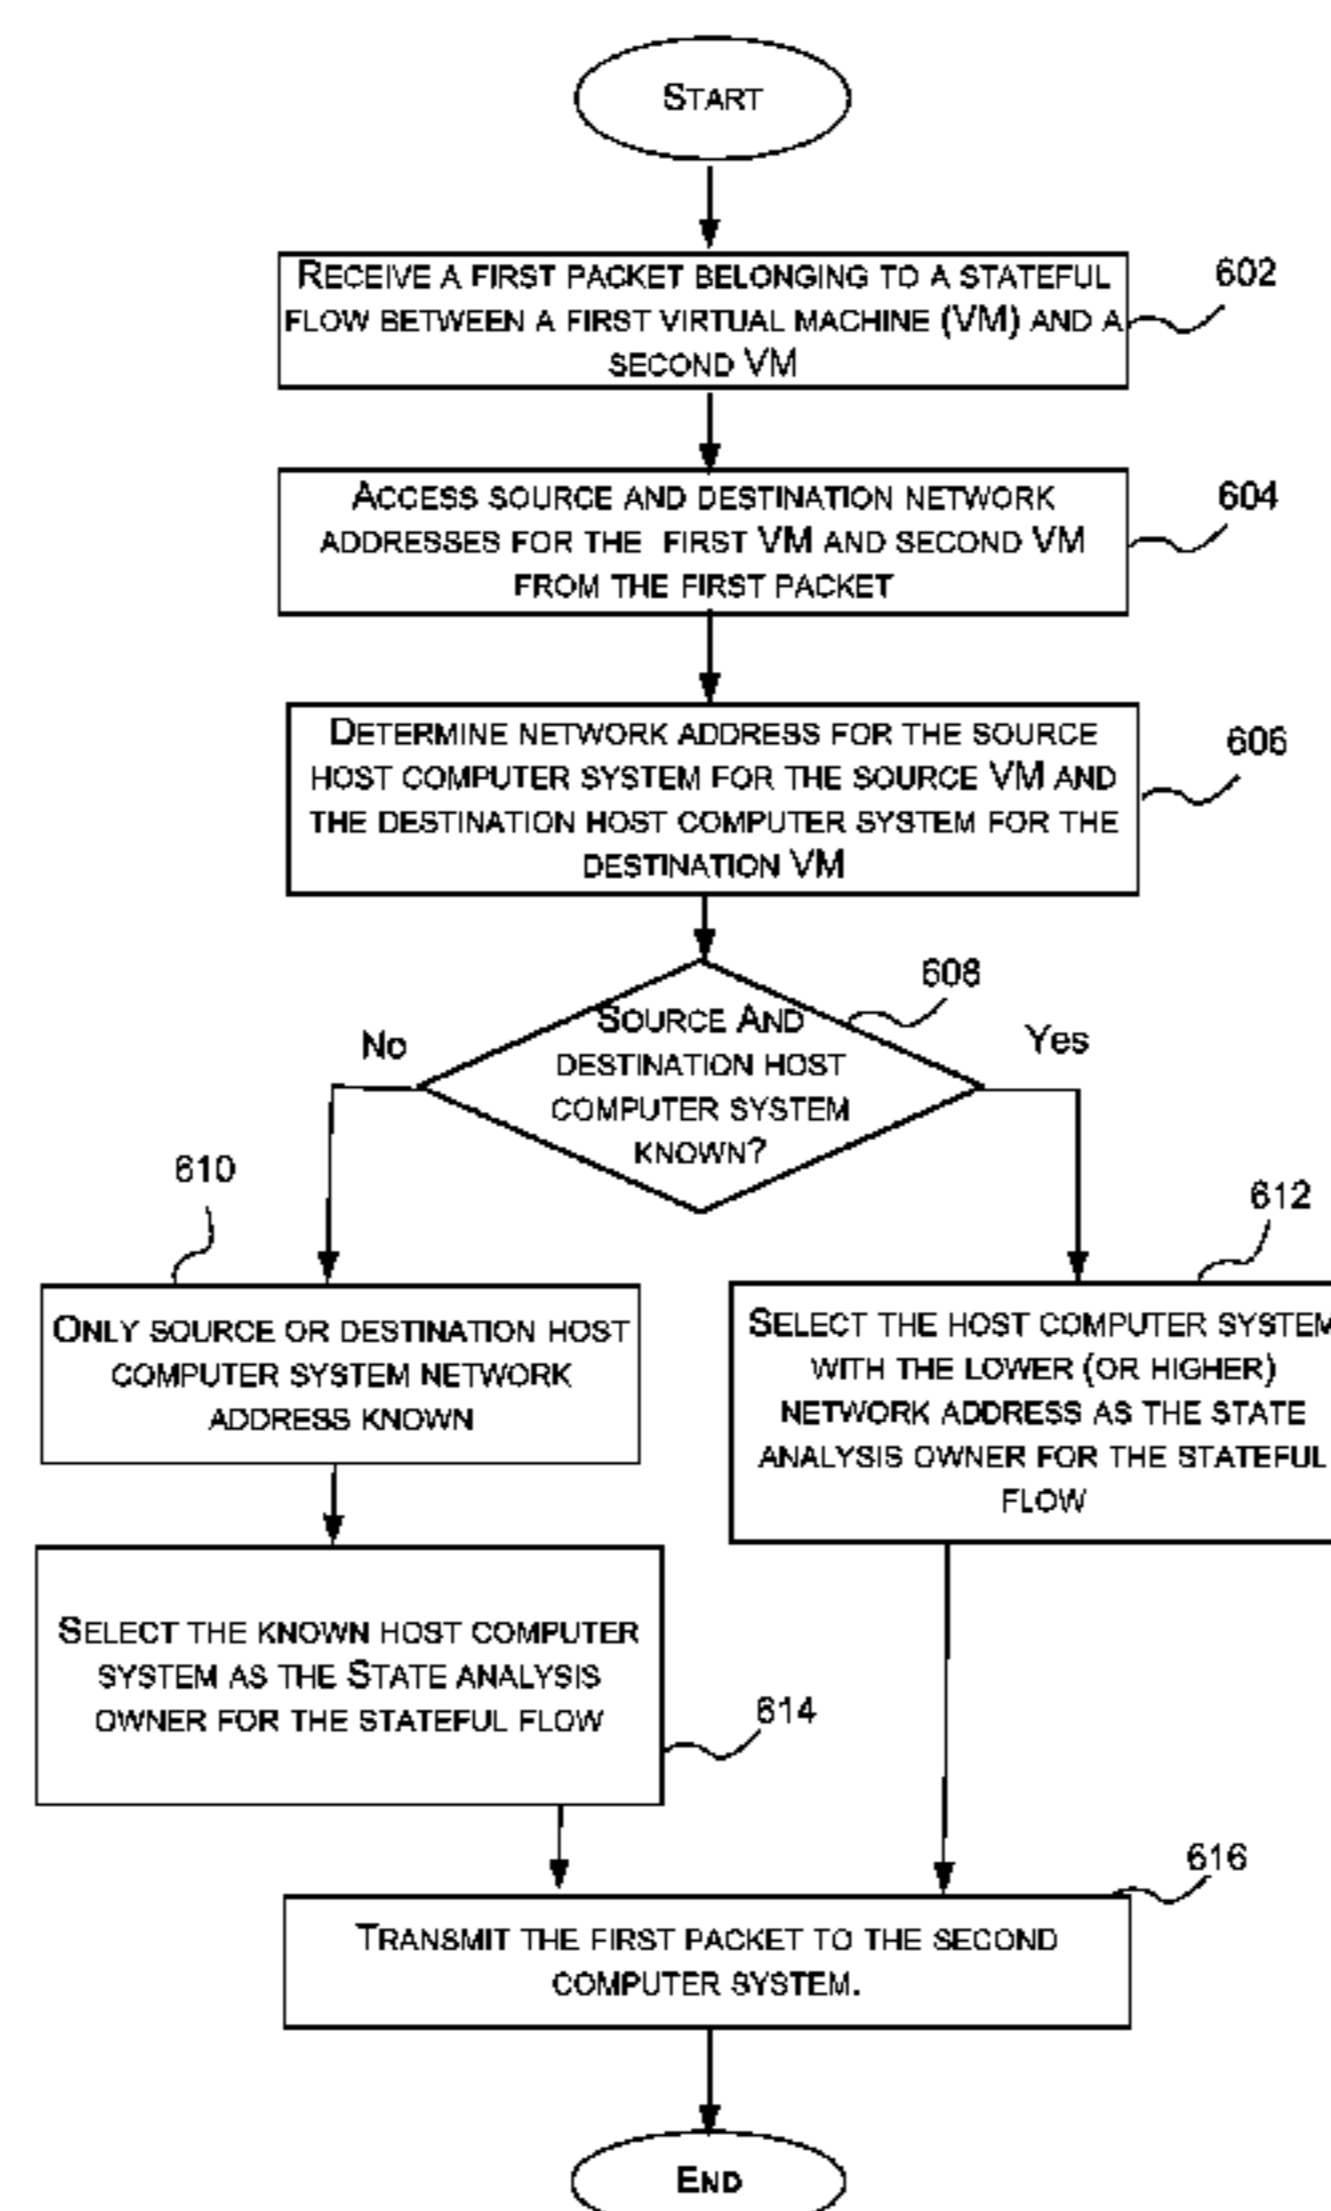 START
RECEIVE A FIRST PACKET BELONGING TO A STATEFUL
FLOW BETWEEN A FIRST VIRTUAL MACHINE (VM) AND A
SECOND VM
602
ACCESS SOURCE AND DESTINATION NETWORK
ADDRESSES FOR THE FIRST VM AND SECOND VM
FROM THE FIRST PACKET
604
DETERMINE NETWORK ADDRESS FOR THE SOURCE
HOST COMPUTER SYSTEM FOR THE SOURCE VM AND
THE DESTINATION HOST COMPUTER SYSTEM FOR THE
DESTINATION VM
606
608
SOURCE AND
DESTINATION HOST
COMPUTER SYSTEM
KNOWN?
No
Yes
610
ONLY SOURCE OR DESTINATION HOST
COMPUTER SYSTEM NETWORK
ADDRESS KNOWN
612
SELECT THE HOST COMPUTER SYSTEM
WITH THE LOWER (OR HIGHER)
NETWORK ADDRESS AS THE STATE
ANALYSIS OWNER FOR THE STATEFUL
FLOW
SELECT THE KNOWN HOST COMPUTER
SYSTEM AS THE STATE ANALYSIS
OWNER FOR THE STATEFUL FLOW
614
616
TRANSMIT THE FIRST PACKET TO THE SECOND
COMPUTER SYSTEM.
END